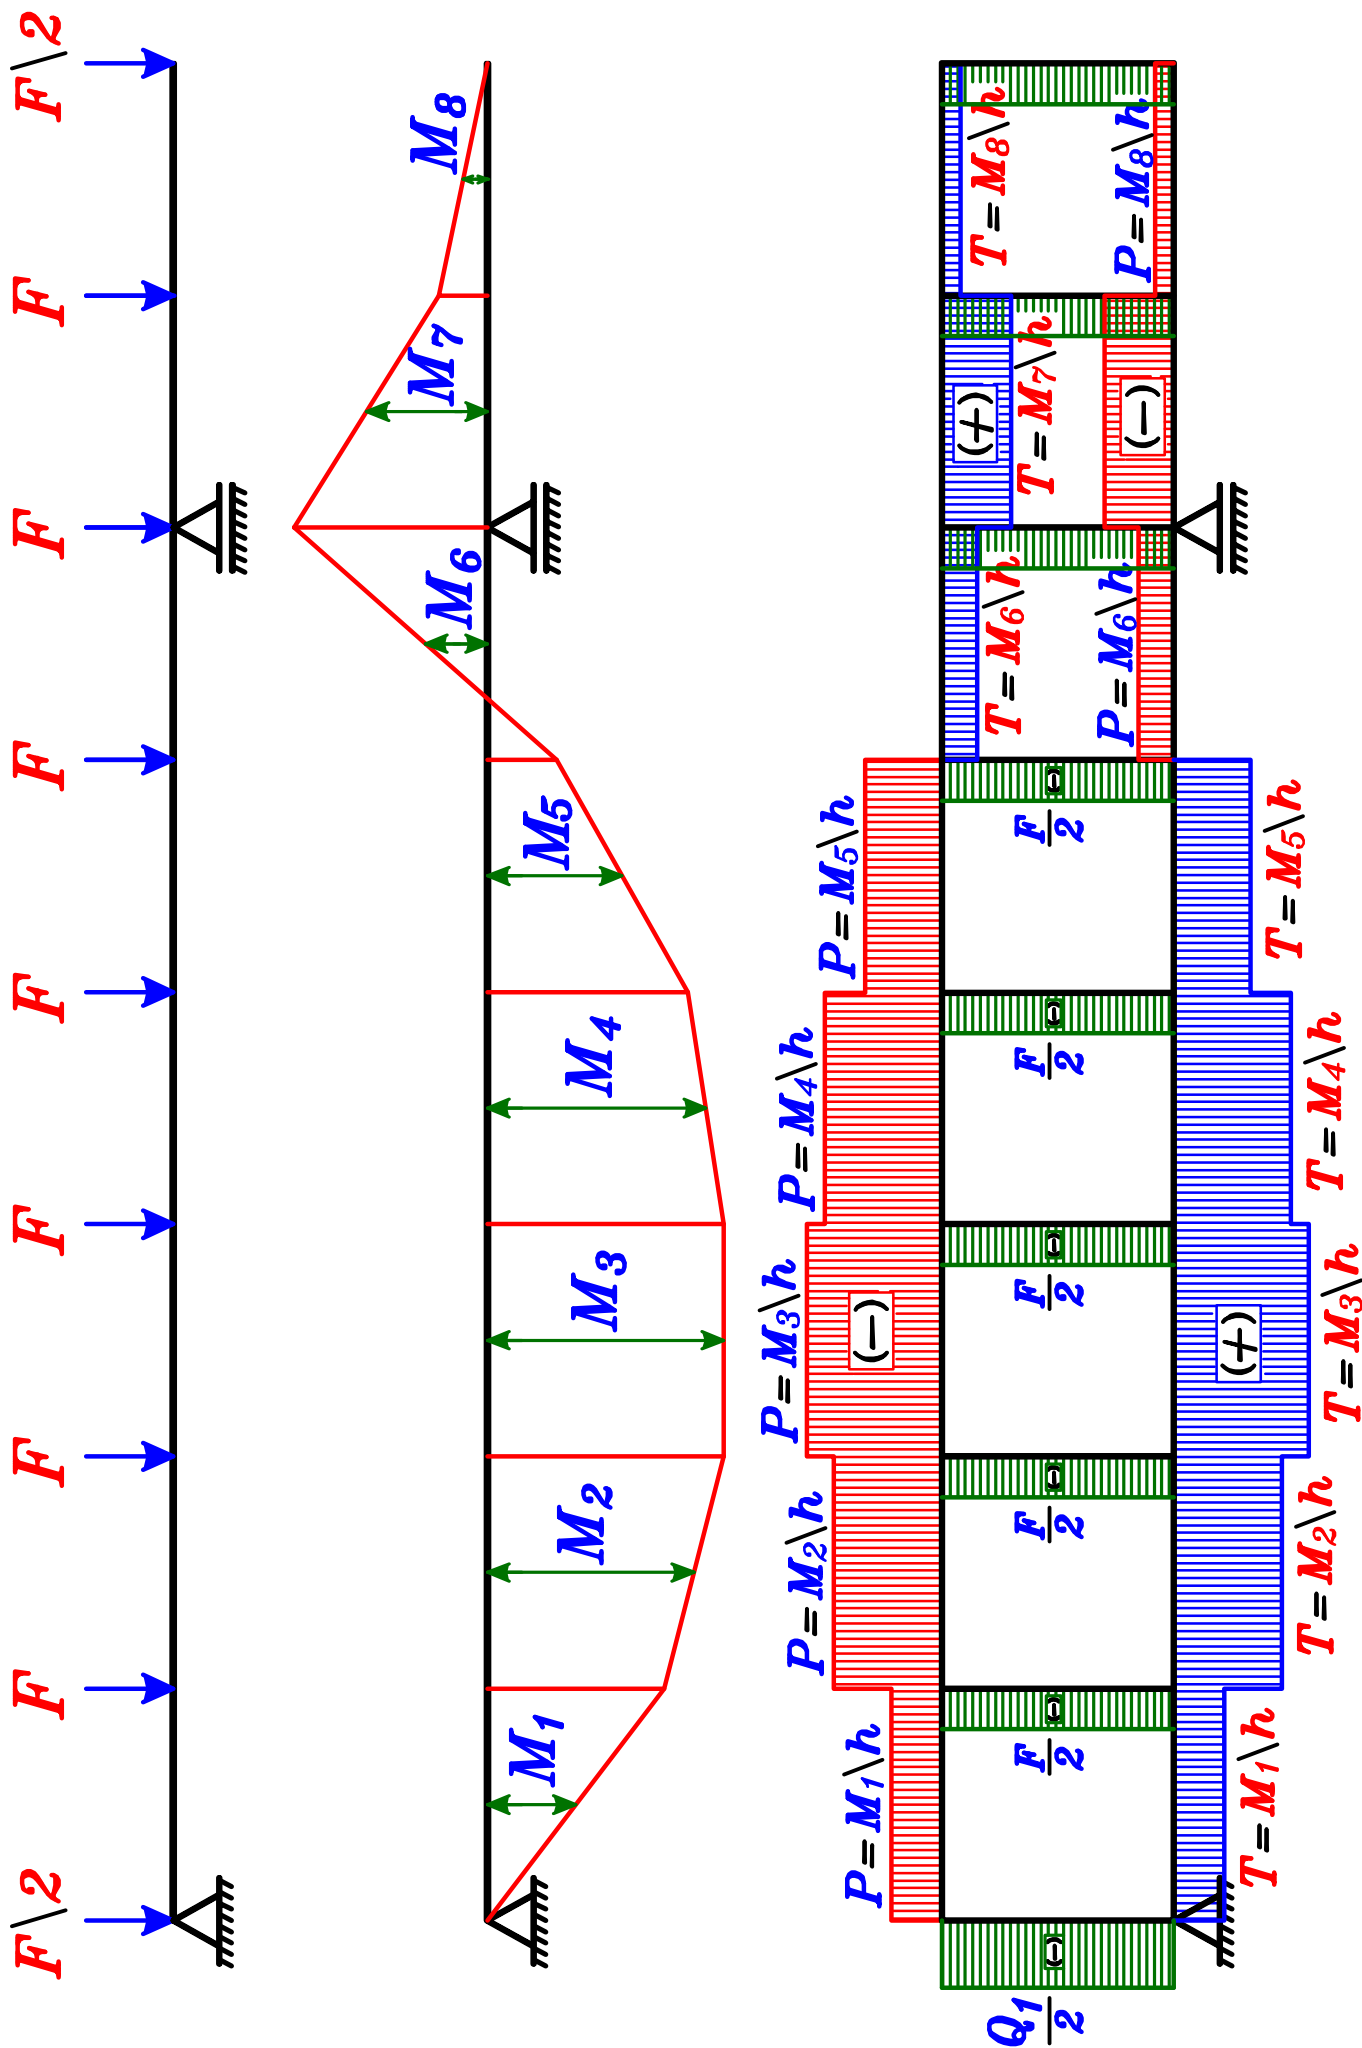 F\2 F F F F F F F F\2
M₁ M₂ M₃ M₄ M₅ M₆ M₇ M₈
P=M₁\h
P=M₂\h
P=M₃\h
P=M₄\h
P=M₅\h
(−)
T=M₆\h
(+)
T=M₇\h
T=M₈\h
Q₁
2
(−)
(−)
F
2
(−)
F
2
(−)
F
2
(−)
F
2
(−)
F
2
P=M₆\h
(−)
P=M₈\h
(+)
T=M₁\h
T=M₂\h
T=M₃\h
T=M₄\h
T=M₅\h